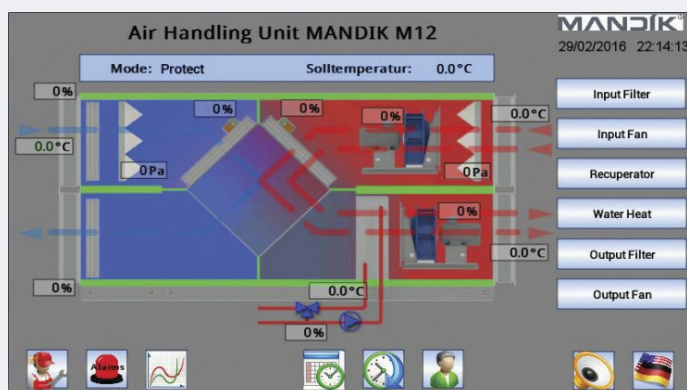 Air Handling Unit MANDIK M12
MANDÍK
29/02/2016 22:14:13
Mode: Protect Solltemperatur: 0.0°C
0%
0%
0%
0%
0.0°C
0.0°C
0Pa
0Pa
0%
0.0°C
0%
0.0°C
0%
Input Filter
Input Fan
Recuperator
Water Heat
Output Filter
Output Fan
Alarms